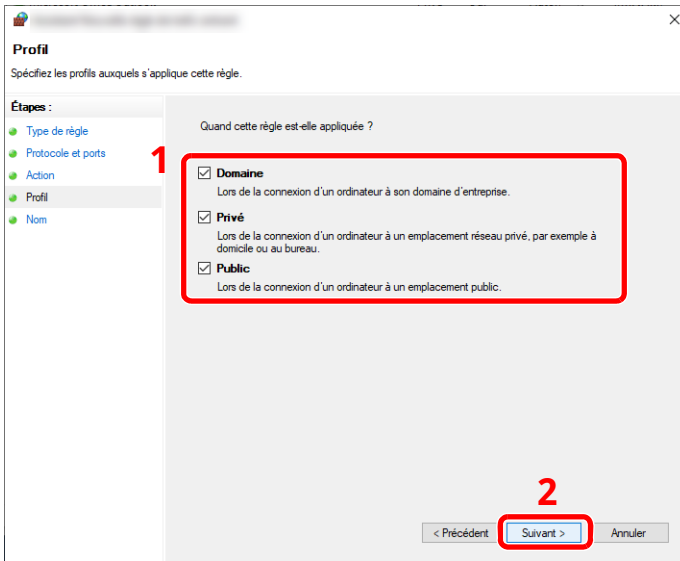 Profil
Spécifiez les profils auxquels s'applique cette règle.
Étapes :
Type de règle
Protocole et ports
Action
Profil
Nom
Quand cette règle est-elle appliquée ?
1
Domaine
Lors de la connexion d'un ordinateur à son domaine d'entreprise.
Privé
Lors de la connexion d'un ordinateur à un emplacement réseau privé, par exemple à
domicile ou au bureau.
Public
Lors de la connexion d'un ordinateur à un emplacement public.
2
< Précédent
Suivant >
Annuler